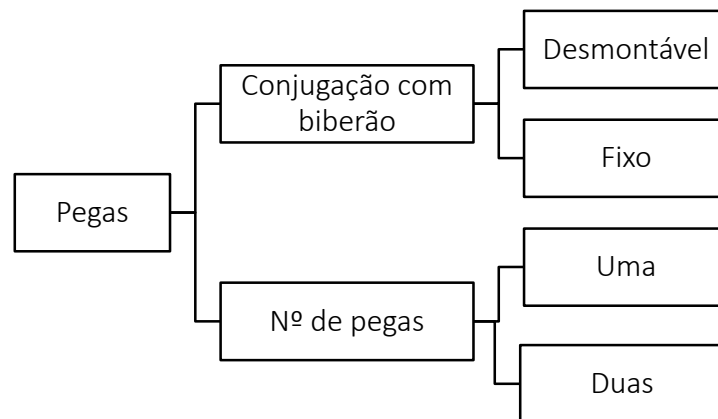 Pegas
Conjugação com
biberão
Desmontável
Fixo
Nº de pegas
Uma
Duas